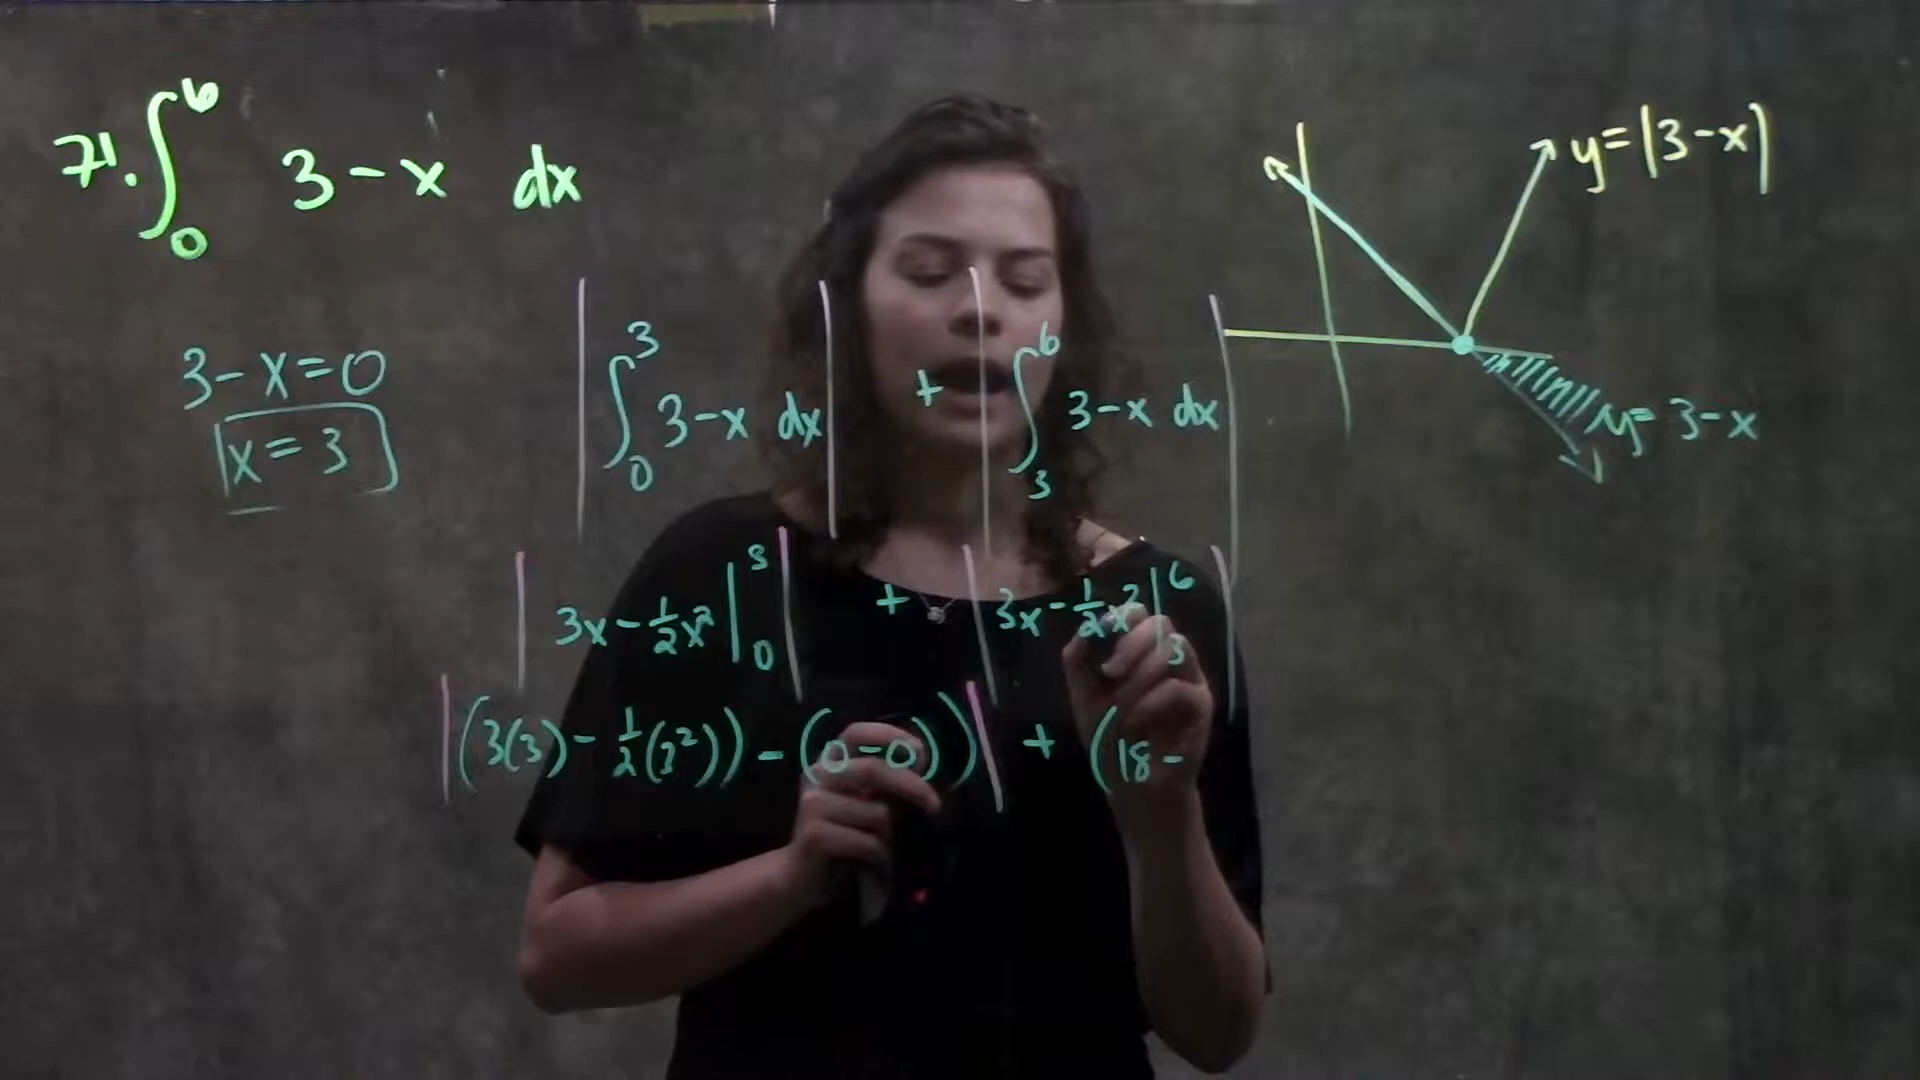 71. ∫₀⁶ 3-x dx
y=|3-x|
3-x=0
x=3
|∫₀³ 3-x dx| + |∫₃⁶ 3-x dx|
y=3-x
|3x-½x²|₀³| + |3x-½x²|₃⁶|
|(3(3)-½(3²))-(0-0))| + (18-